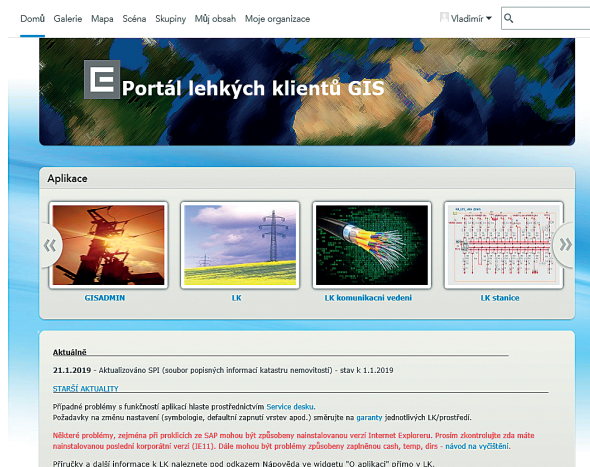 Domů Galerie Mapa Scéna Skupiny Můj obsah Moje organizace Vladimír
Portál lehkých klientů GIS
Aplikace
GISADMIN LK LK komunikacni vedeni LK stanice
Aktuálně
21.1.2019 - Aktualizováno SPI (soubor popisných informací katastru nemovitostí) - stav k 1.1.2019
STARŠÍ AKTUALITY
Případné problémy s funkčností aplikací hlaste prostřednictvím Service desku.
Požadavky na změnu nastavení (symbologie, defaultní zapnutí vrstev apod.) směrujte na garanty jednotlivých LK/prostředí.
Některé problémy, zejména při proklicích ze SAP mohou být způsobeny nainstalovanou verzí Internet Exploreru. Prosím zkontrolujte zda máte
nainstalovanou poslední korporátní verzi (IE11). Dále mohou být problémy způsobeny zaplněnou cash, temp, dirs - návod na vyčištění.
Příručky a další informace k LK naleznete pod odkazem Nápověda ve widgetu "O aplikaci" přímo v LK.